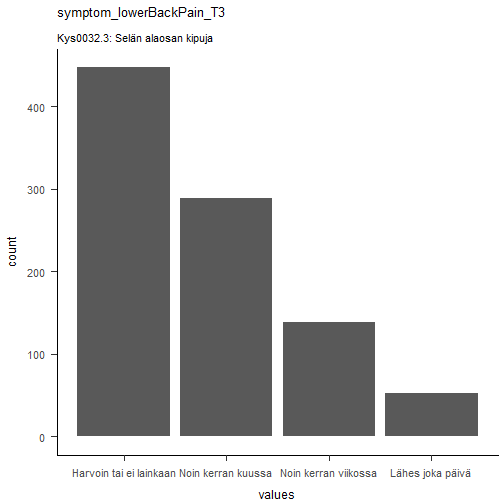 symptom_lowerBackPain_T3
Kys0032.3: Selän alaosan kipuja
count
400
300
200
100
0
Harvoin tai ei lainkaan Noin kerran kuussa Noin kerran viikossa Lähes joka päivä
values